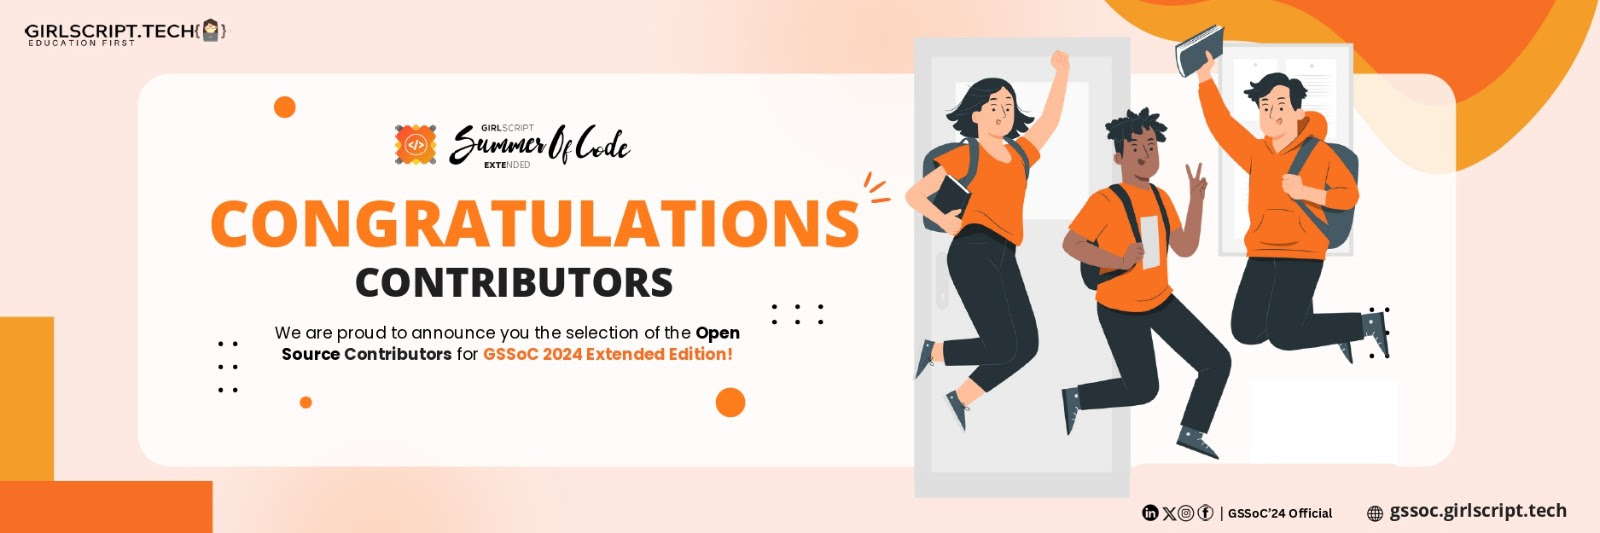 GIRLSCRIPT.TECH{ }
EDUCATION FIRST
</>
GIRLSCRIPT
Summer Of Code
EXTENDED
CONGRATULATIONS
CONTRIBUTORS
We are proud to announce you the selection of the Open
Source Contributors for GSSoC 2024 Extended Edition!
| GSSoC'24 Official
gssoc.girlscript.tech